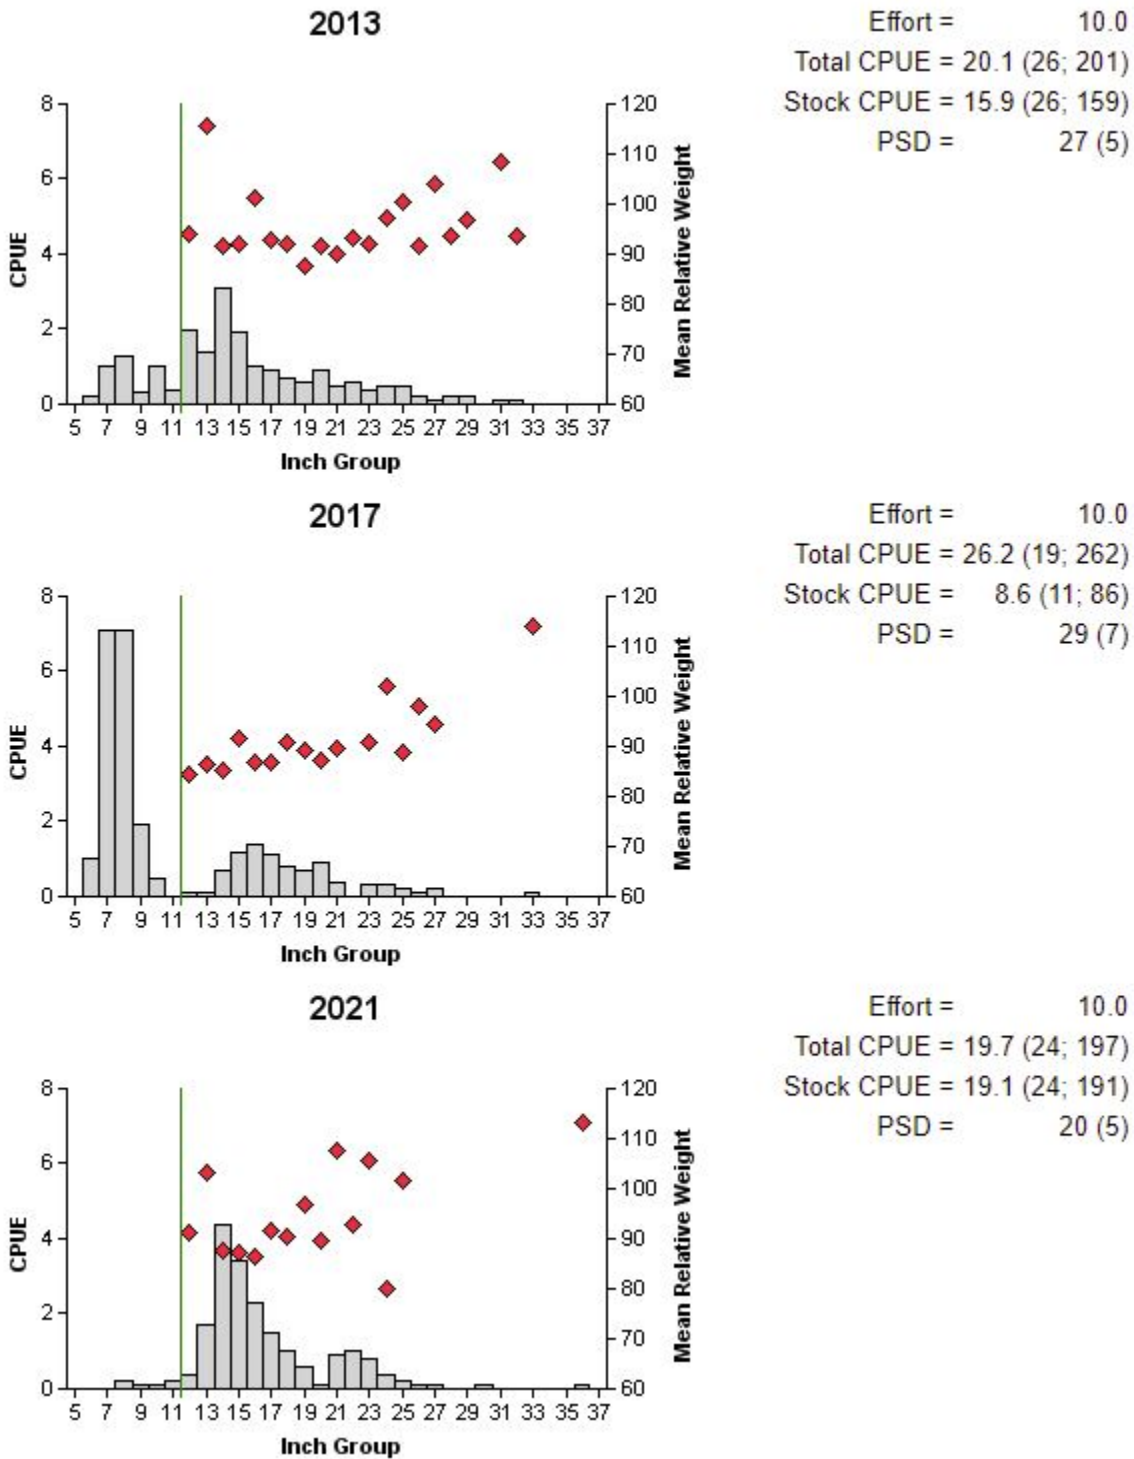 2013
Effort = 10.0
Total CPUE = 20.1 (26; 201)
Stock CPUE = 15.9 (26; 159)
PSD = 27 (5)
8
6
4
2
0
CPUE
120
110
100
90
80
70
60
Mean Relative Weight
5 7 9 11 13 15 17 19 21 23 25 27 29 31 33 35 37
Inch Group
2017
Effort = 10.0
Total CPUE = 26.2 (19; 262)
Stock CPUE = 8.6 (11; 86)
PSD = 29 (7)
8
6
4
2
0
CPUE
120
110
100
90
80
70
60
Mean Relative Weight
5 7 9 11 13 15 17 19 21 23 25 27 29 31 33 35 37
Inch Group
2021
Effort = 10.0
Total CPUE = 19.7 (24; 197)
Stock CPUE = 19.1 (24; 191)
PSD = 20 (5)
8
6
4
2
0
CPUE
120
110
100
90
80
70
60
Mean Relative Weight
5 7 9 11 13 15 17 19 21 23 25 27 29 31 33 35 37
Inch Group